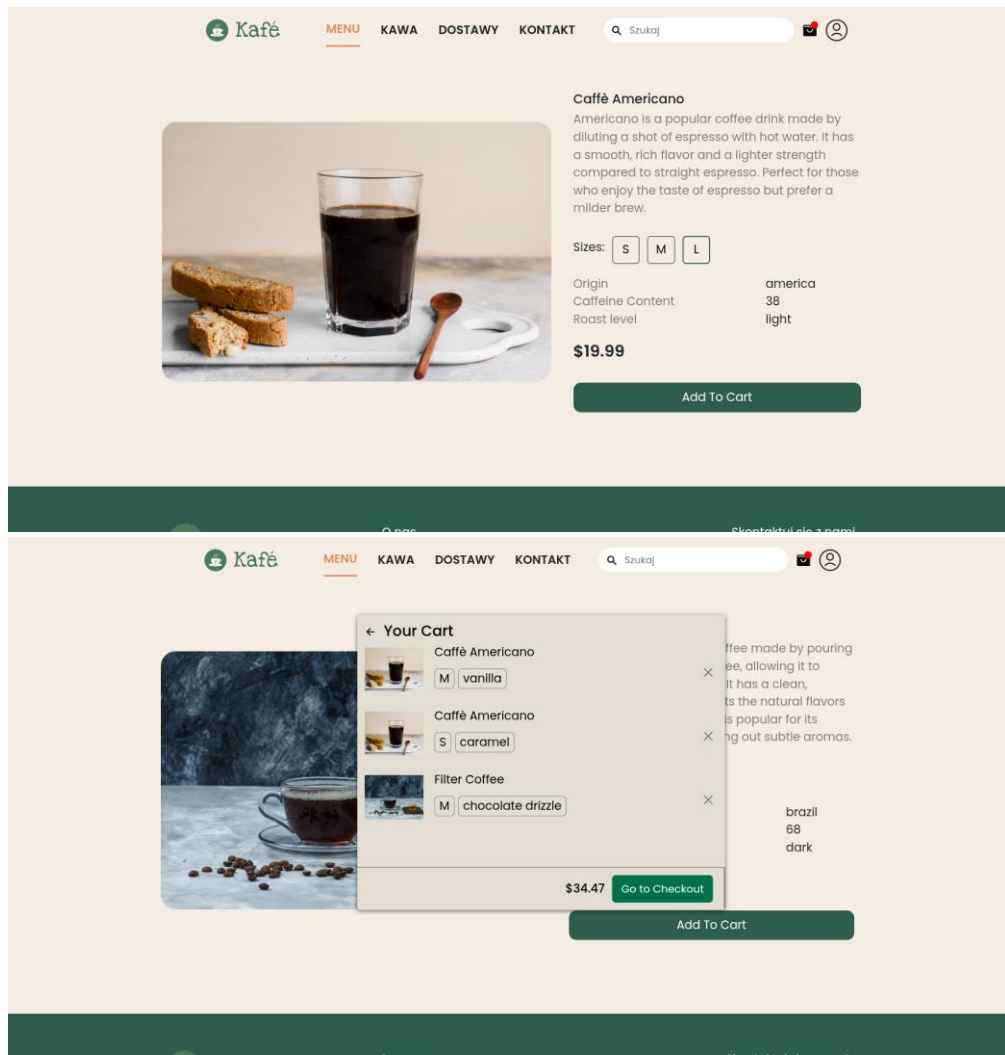 Kafé MENU KAWA DOSTAWY KONTAKT Szukaj
Caffè Americano
Americano is a popular coffee drink made by
diluting a shot of espresso with hot water. It has
a smooth, rich flavor and a lighter strength
compared to straight espresso. Perfect for those
who enjoy the taste of espresso but prefer a
milder brew.
Sizes: S M L
Origin america
Caffeine Content 38
Roast level light
$19.99
Add To Cart
O nas Skontaktuj się z nami
Kafé MENU KAWA DOSTAWY KONTAKT Szukaj
← Your Cart
Caffè Americano
M vanilla
Caffè Americano
S caramel
Filter Coffee
M chocolate drizzle
$34.47 Go to Checkout
ffee made by pouring
ee, allowing it to
It has a clean,
ts the natural flavors
is popular for its
ng out subtle aromas.
brazil
68
dark
Add To Cart